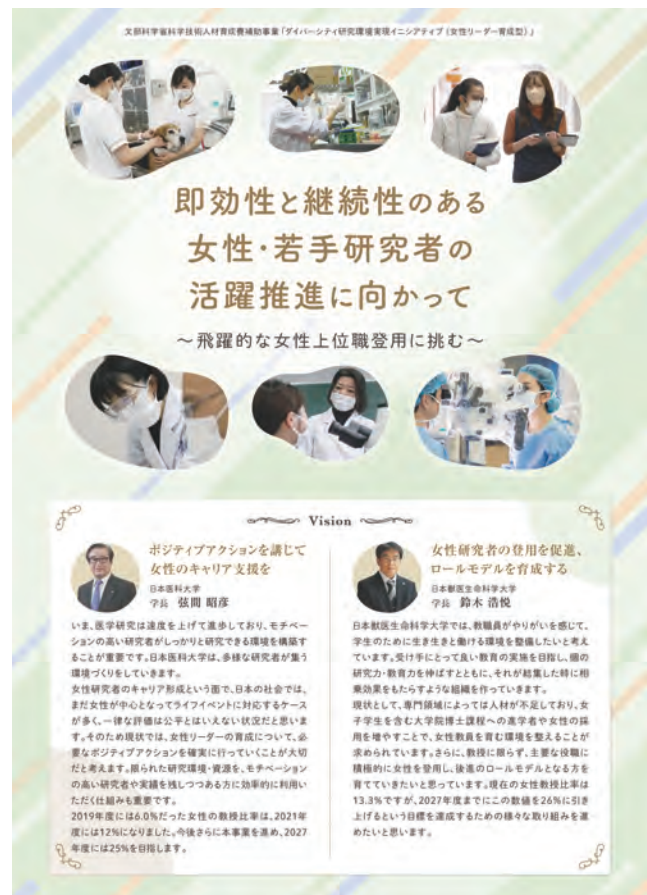 文部科学省科学技術人材育成費補助事業「ダイバーシティ研究環境実現イニシアティブ(女性リーダー育成型)」
即効性と継続性のある
女性・若手研究者の
活躍推進に向かって
～飛躍的な女性上位職登用に挑む～
Vision
ポジティブアクションを講じて
女性のキャリア支援を
日本医科大学
学長 弦間 昭彦
いま、医学研究は速度を上げて進歩しており、モチベー
ションの高い研究者がしっかりと研究できる環境を構築す
ることが重要です。日本医科大学は、多様な研究者が集う
環境づくりをしていきます。
女性研究者のキャリア形成という面で、日本の社会では、
まだ女性が中心となってライフイベントに対応するケース
が多く、一律な評価は公平とはいえない状況だと思いま
す。そのため現状では、女性リーダーの育成について、必
要なポジティブアクションを確実に行っていくことが大切
だと考えます。限られた研究環境・資源を、モチベーション
の高い研究者や実績を残しつつある方に効率的に利用い
ただく仕組みも重要です。
2019年度には6.0%だった女性の教授比率は、2021年
度には12%になりました。今後さらに本事業を進め、2027
年度には25%を目指します。
女性研究者の登用を促進、
ロールモデルを育成する
日本獣医生命科学大学
学長 鈴木 浩悦
日本獣医生命科学大学では、教職員がやりがいを感じて、
学生のために生き生きと働ける環境を整備したいと考え
ています。受け手にとって良い教育の実施を目指し、個の
研究力・教育力を伸ばすとともに、それが結集した時に相
乗効果をもたらすような組織を作っていきます。
現状として、専門領域によっては人材が不足しており、女
子学生を含む大学院博士課程への進学者や女性の採
用を増やすことで、女性教員を育む環境を整えることが
求められています。さらに、教授に限らず、主要な役職に
積極的に女性を登用し、後進のロールモデルとなる方を
育てていきたいと思っています。現在の女性教授比率は
13.3%ですが、2027年度までにこの数値を26%に引き
上げるという目標を達成するための様々な取り組みを進
めたいと思います。